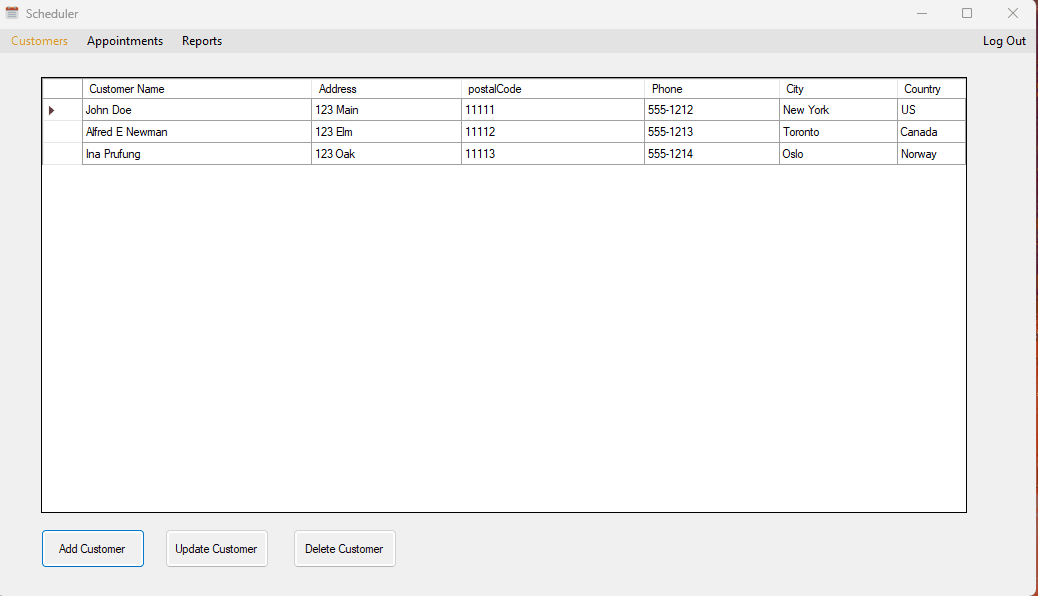 Scheduler
Customers Appointments Reports Log Out
Customer Name Address postalCode Phone City Country
John Doe 123 Main 11111 555-1212 New York US
Alfred E Newman 123 Elm 11112 555-1213 Toronto Canada
Ina Prufung 123 Oak 11113 555-1214 Oslo Norway
Add Customer Update Customer Delete Customer